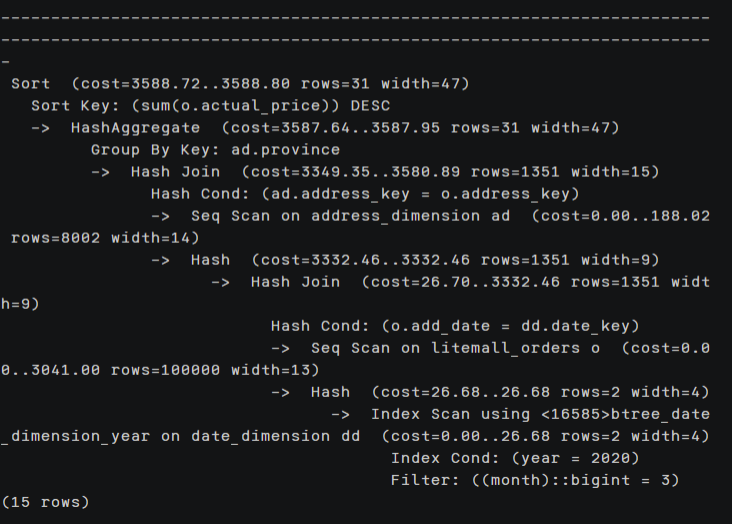 -----------------------------------------------------------------------
-----------------------------------------------------------------------
-
Sort  (cost=3588.72..3588.80 rows=31 width=47)
  Sort Key: (sum(o.actual_price)) DESC
  ->  HashAggregate  (cost=3587.64..3587.95 rows=31 width=47)
        Group By Key: ad.province
        ->  Hash Join  (cost=3349.35..3580.89 rows=1351 width=15)
              Hash Cond: (ad.address_key = o.address_key)
              ->  Seq Scan on address_dimension ad  (cost=0.00..188.02
rows=8002 width=14)
              ->  Hash  (cost=3332.46..3332.46 rows=1351 width=9)
                    ->  Hash Join  (cost=26.70..3332.46 rows=1351 widt
h=9)
                          Hash Cond: (o.add_date = dd.date_key)
                          ->  Seq Scan on litemall_orders o  (cost=0.0
0..3041.00 rows=100000 width=13)
                          ->  Hash  (cost=26.68..26.68 rows=2 width=4)
                                ->  Index Scan using <16585>btree_date
_dimension_year on date_dimension dd  (cost=0.00..26.68 rows=2 width=4)
                                      Index Cond: (year = 2020)
                                      Filter: ((month)::bigint = 3)
(15 rows)